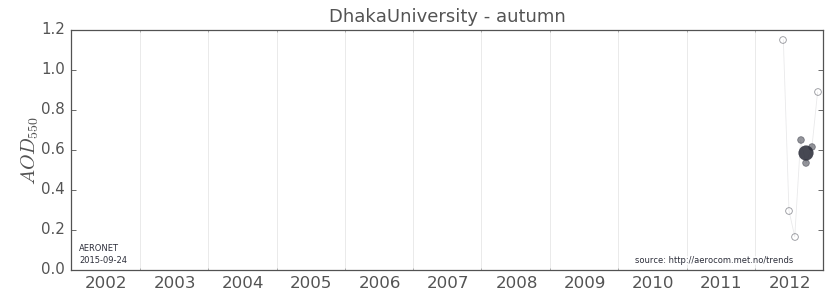 DhakaUniversity - autumn
1.2
1.0
0.8
0.6
0.4
0.2
0.0
AOD550
AERONET
2015-09-24
source: http://aerocom.met.no/trends
2002 2003 2004 2005 2006 2007 2008 2009 2010 2011 2012